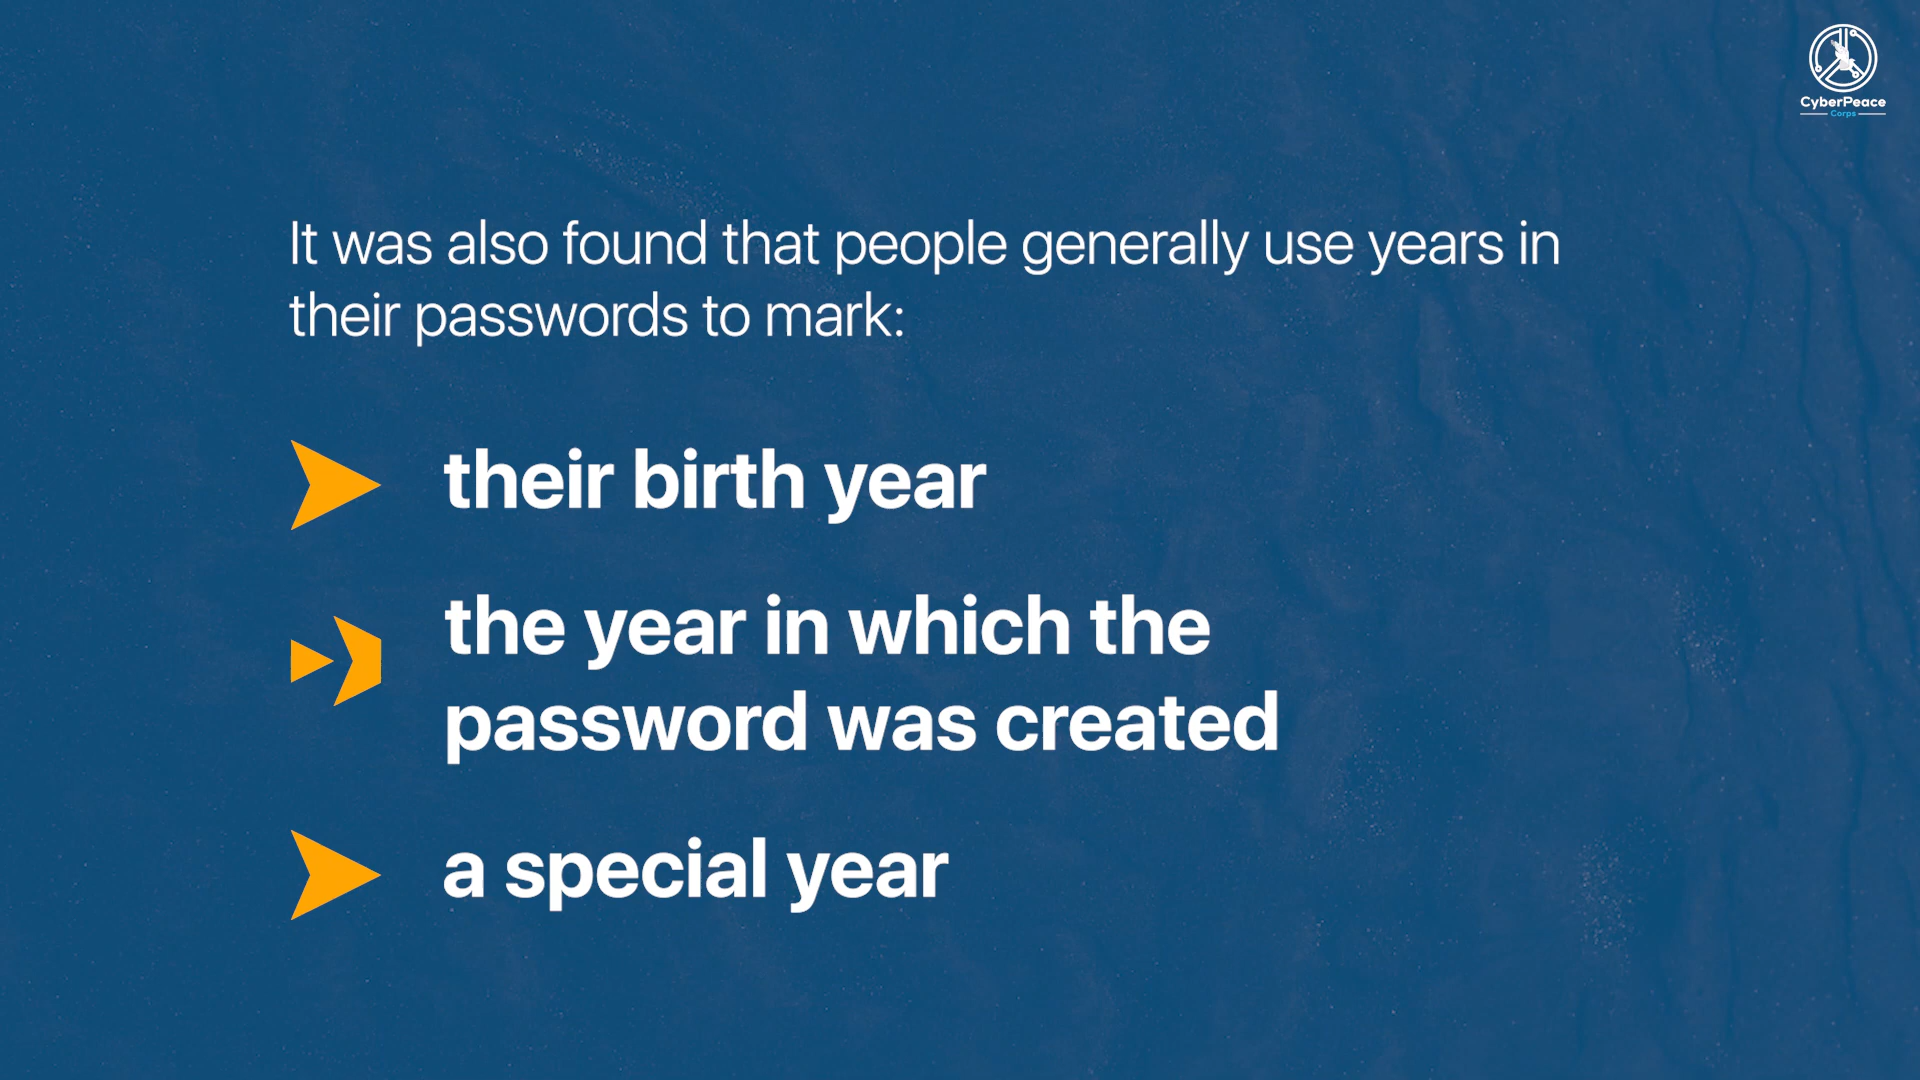 CyberPeace
Corps
It was also found that people generally use years in
their passwords to mark:
their birth year
the year in which the
password was created
a special year